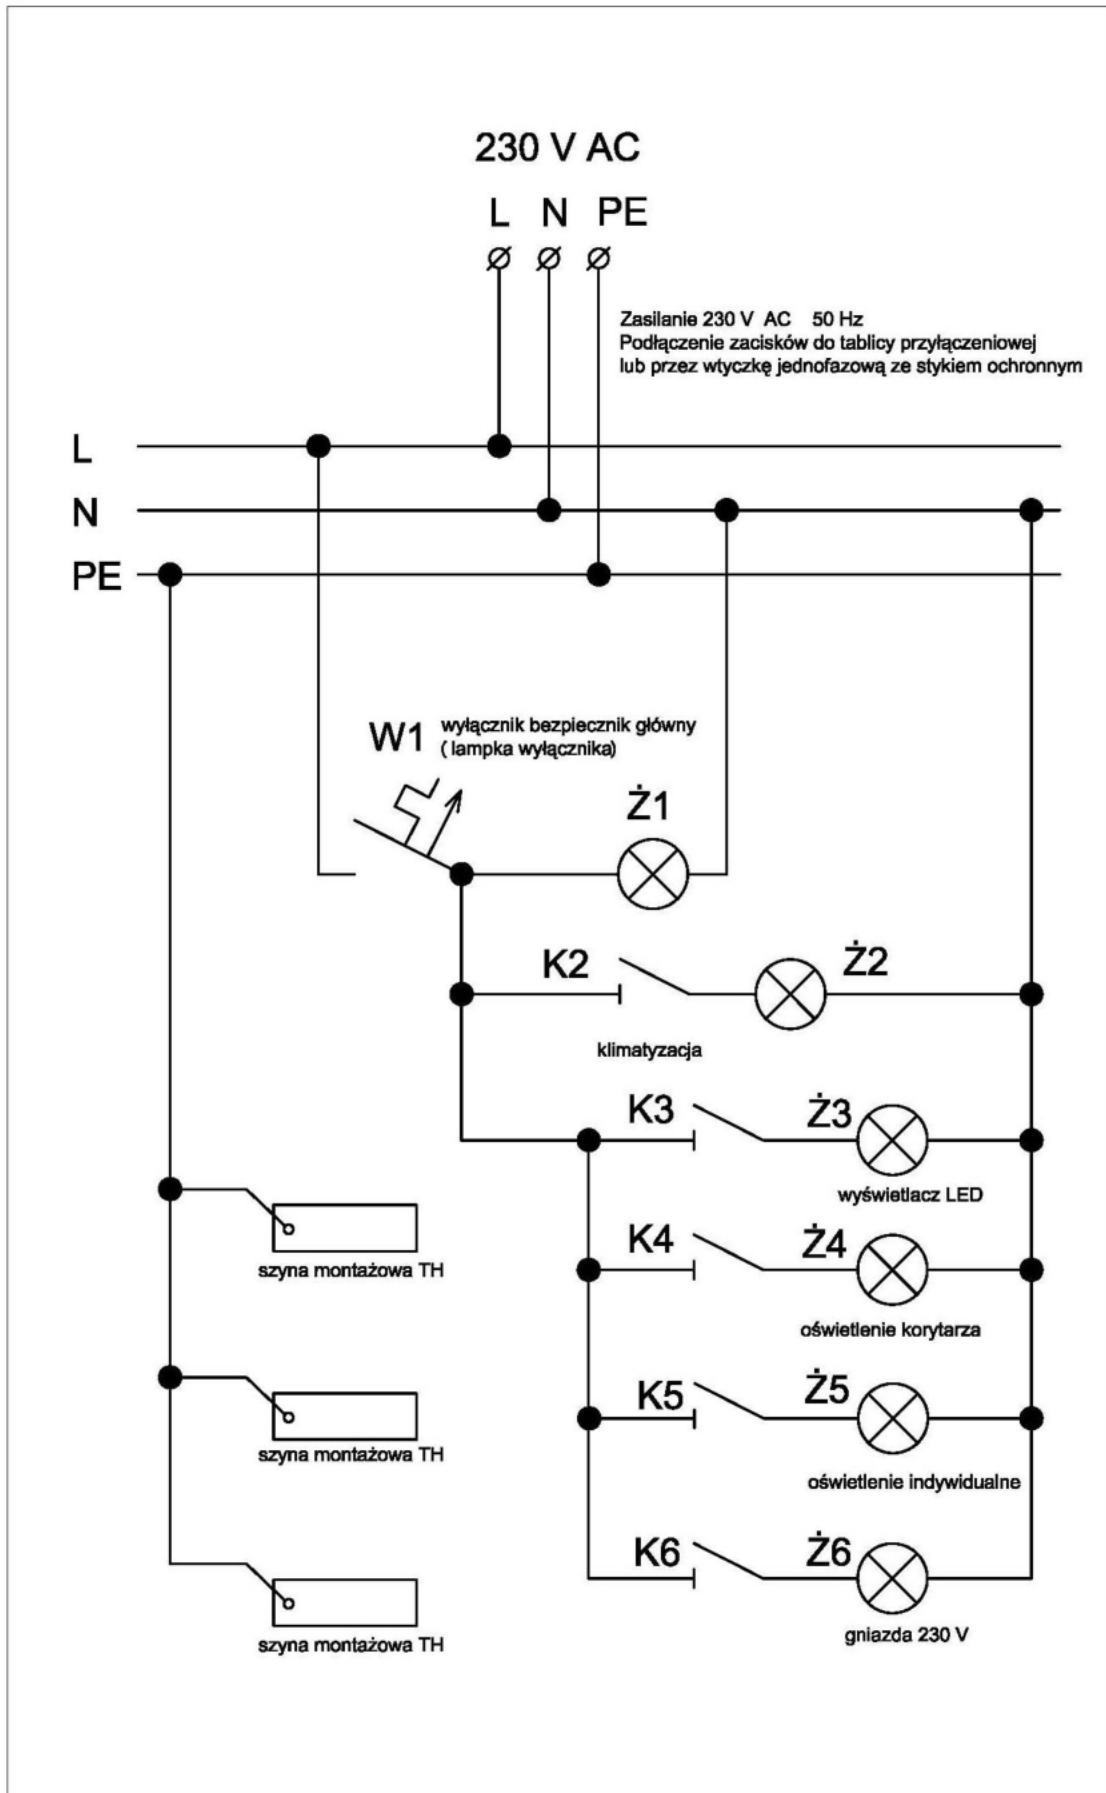 230 V AC
L N PE
Zasilanie 230 V AC 50 Hz
Podłączenie zacisków do tablicy przyłączeniowej
lub przez wtyczkę jednofazową ze stykiem ochronnym
L
N
PE
W1 wyłącznik bezpiecznik główny
( lampka wyłącznika)
Ż1
K2 Ż2
klimatyzacja
K3 Ż3
wyświetlacz LED
K4 Ż4
szyna montażowa TH
oświetlenie korytarza
K5 Ż5
szyna montażowa TH
oświetlenie indywidualne
K6 Ż6
gniazda 230 V
szyna montażowa TH